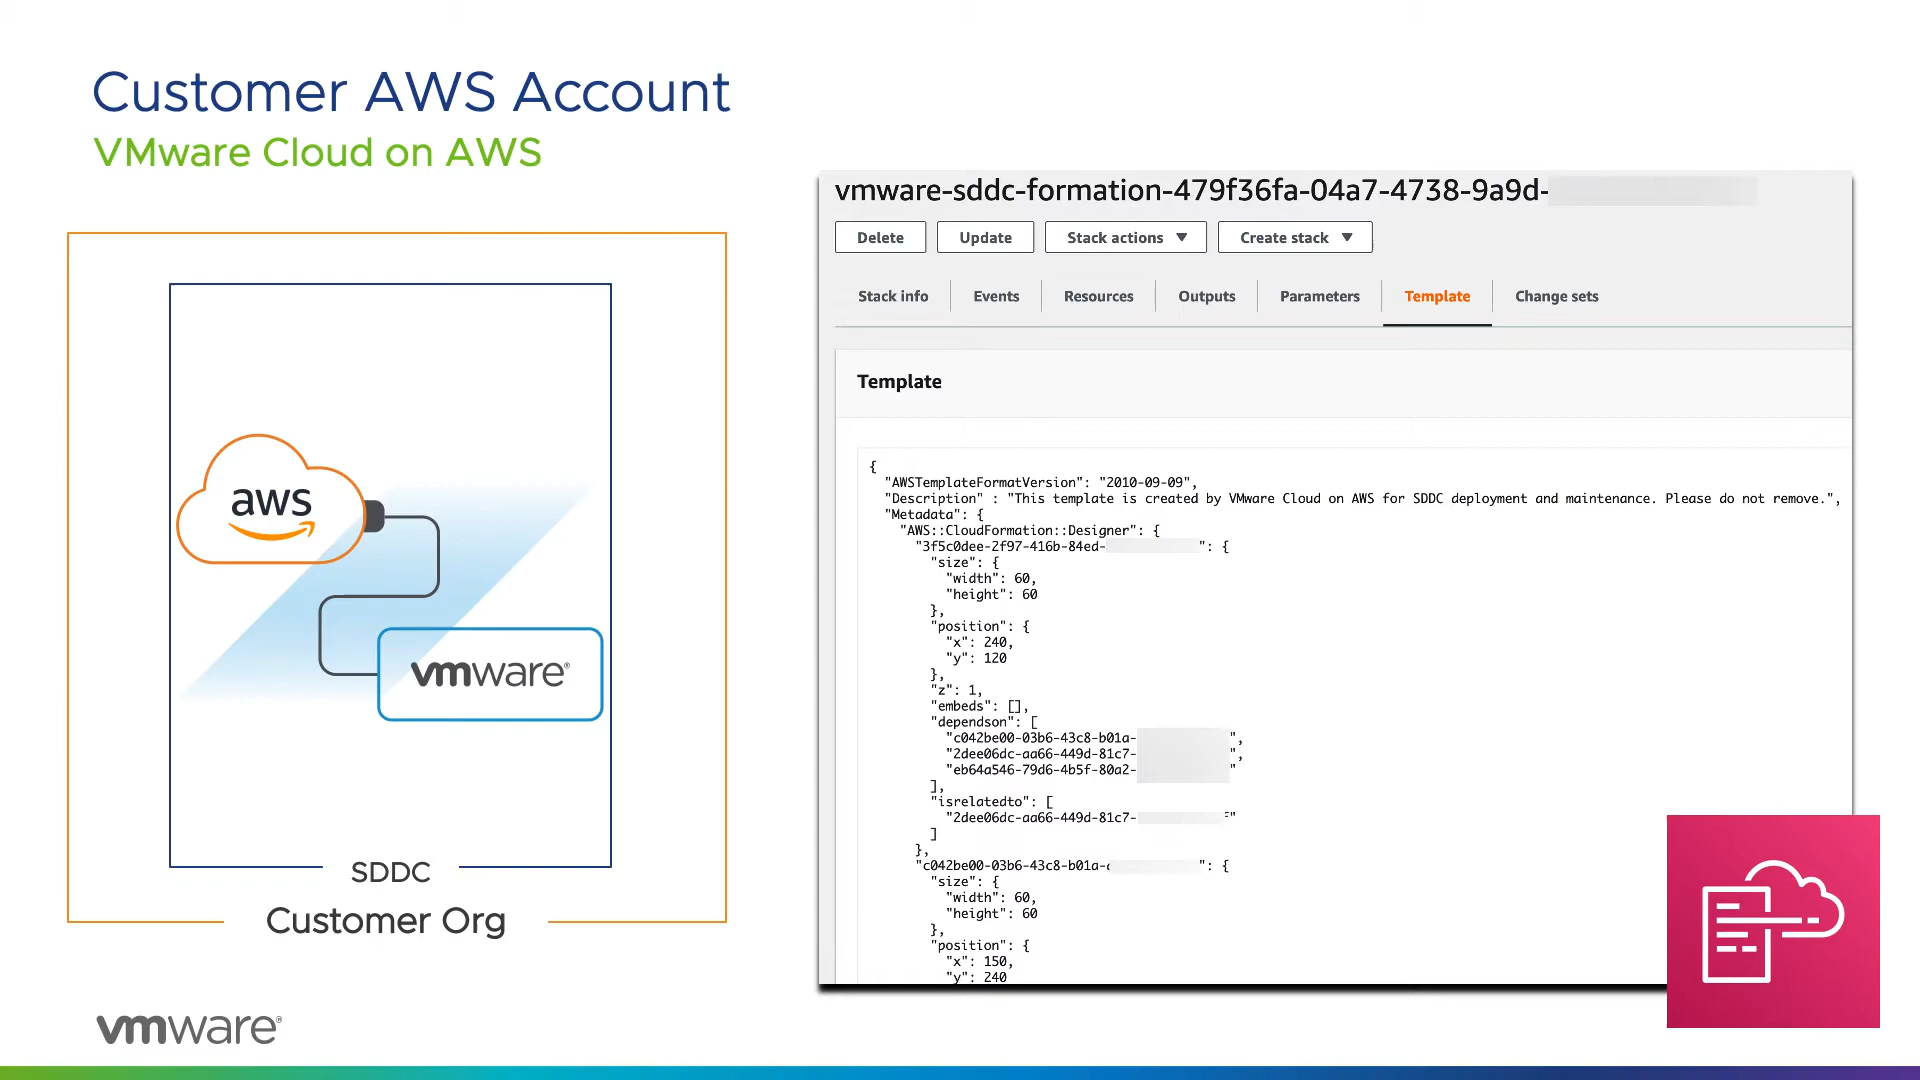 Customer AWS Account
VMware Cloud on AWS
aws
vmware®
SDDC
Customer Org
vmware®
vmware-sddc-formation-479f36fa-04a7-4738-9a9d-
Delete
Update
Stack actions
Create stack
Stack info
Events
Resources
Outputs
Parameters
Template
Change sets
Template
{
"AWSTemplateFormatVersion": "2010-09-09",
"Description" : "This template is created by VMware Cloud on AWS for SDDC deployment and maintenance. Please do not remove.",
"Metadata": {
"AWS::CloudFormation::Designer": {
"3f5c0dee-2f97-416b-84ed- ": {
"size": {
"width": 60,
"height": 60
},
"position": {
"x": 240,
"y": 120
},
"z": 1,
"embeds": [],
"dependson": [
"c042be00-03b6-43c8-b01a- ",
"2dee06dc-aa66-449d-81c7- ",
"eb64a546-79d6-4b5f-80a2- "
],
"isrelatedto": [
"2dee06dc-aa66-449d-81c7- "
]
},
"c042be00-03b6-43c8-b01a- ": {
"size": {
"width": 60,
"height": 60
},
"position": {
"x": 150,
"y": 240